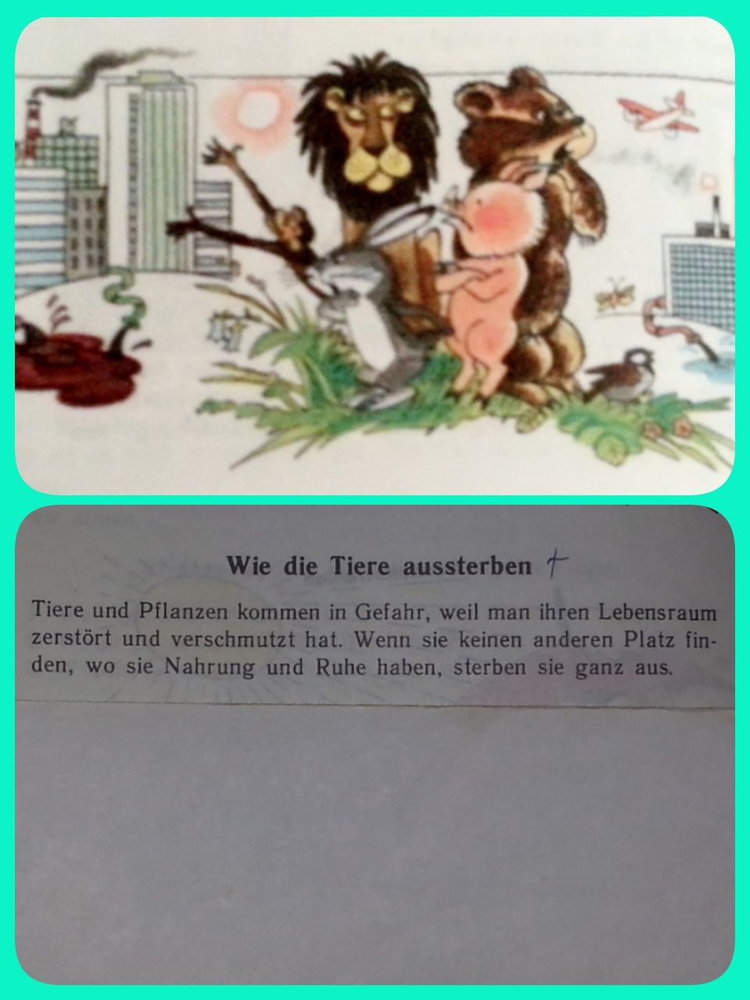 Wie die Tiere aussterben
Tiere und Pflanzen kommen in Gefahr, weil man ihren Lebensraum
zerstört und verschmutzt hat. Wenn sie keinen anderen Platz fin-
den, wo sie Nahrung und Ruhe haben, sterben sie ganz aus.